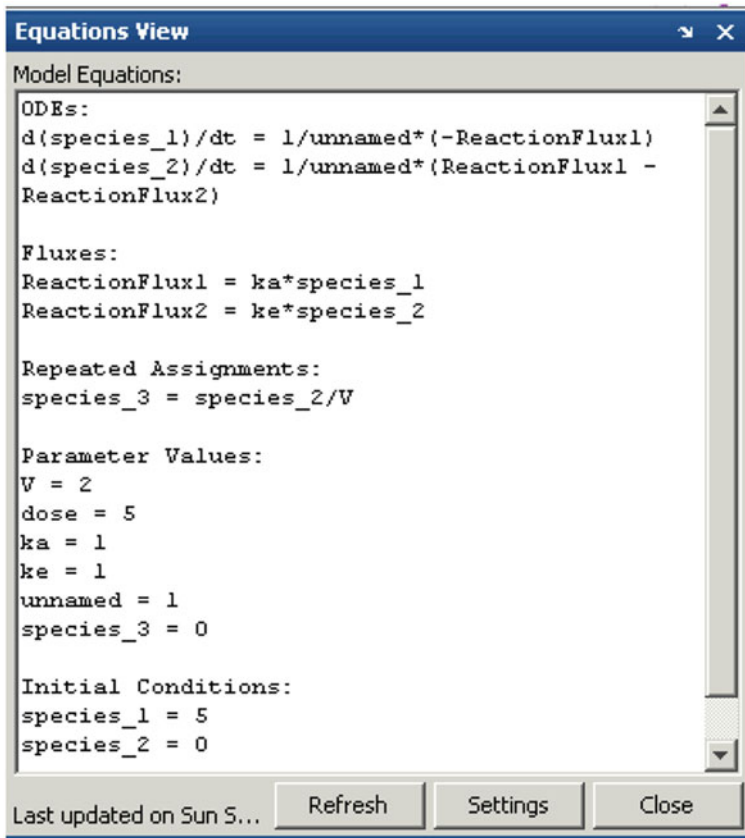 Equations View
Model Equations:
ODEs:
d(species_1)/dt = 1/unnamed*(-ReactionFlux1)
d(species_2)/dt = 1/unnamed*(ReactionFlux1 -
ReactionFlux2)
Fluxes:
ReactionFlux1 = ka*species_1
ReactionFlux2 = ke*species_2
Repeated Assignments:
species_3 = species_2/V
Parameter Values:
V = 2
dose = 5
ka = 1
ke = 1
unnamed = 1
species_3 = 0
Initial Conditions:
species_1 = 5
species_2 = 0
Last updated on Sun S...
Refresh
Settings
Close